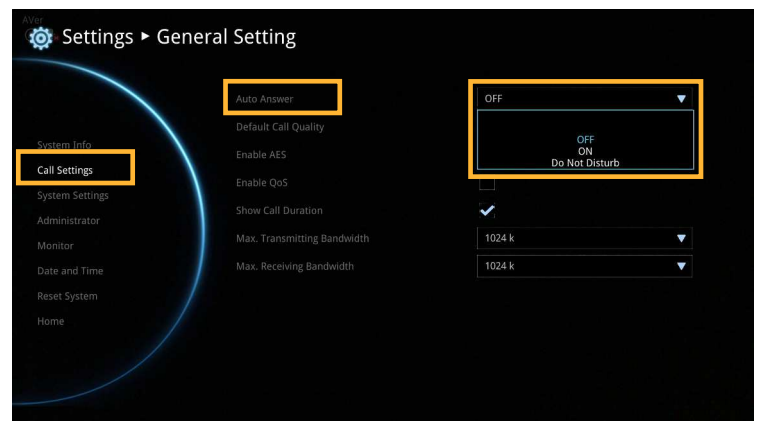 AVer
Settings ► General Setting
Auto Answer
OFF
Default Call Quality
OFF
ON
Do Not Disturb
System Info
Enable AES
Call Settings
Enable QoS
System Settings
Show Call Duration
Administrator
Max. Transmitting Bandwidth
1024 k
Monitor
Max. Receiving Bandwidth
1024 k
Date and Time
Reset System
Home